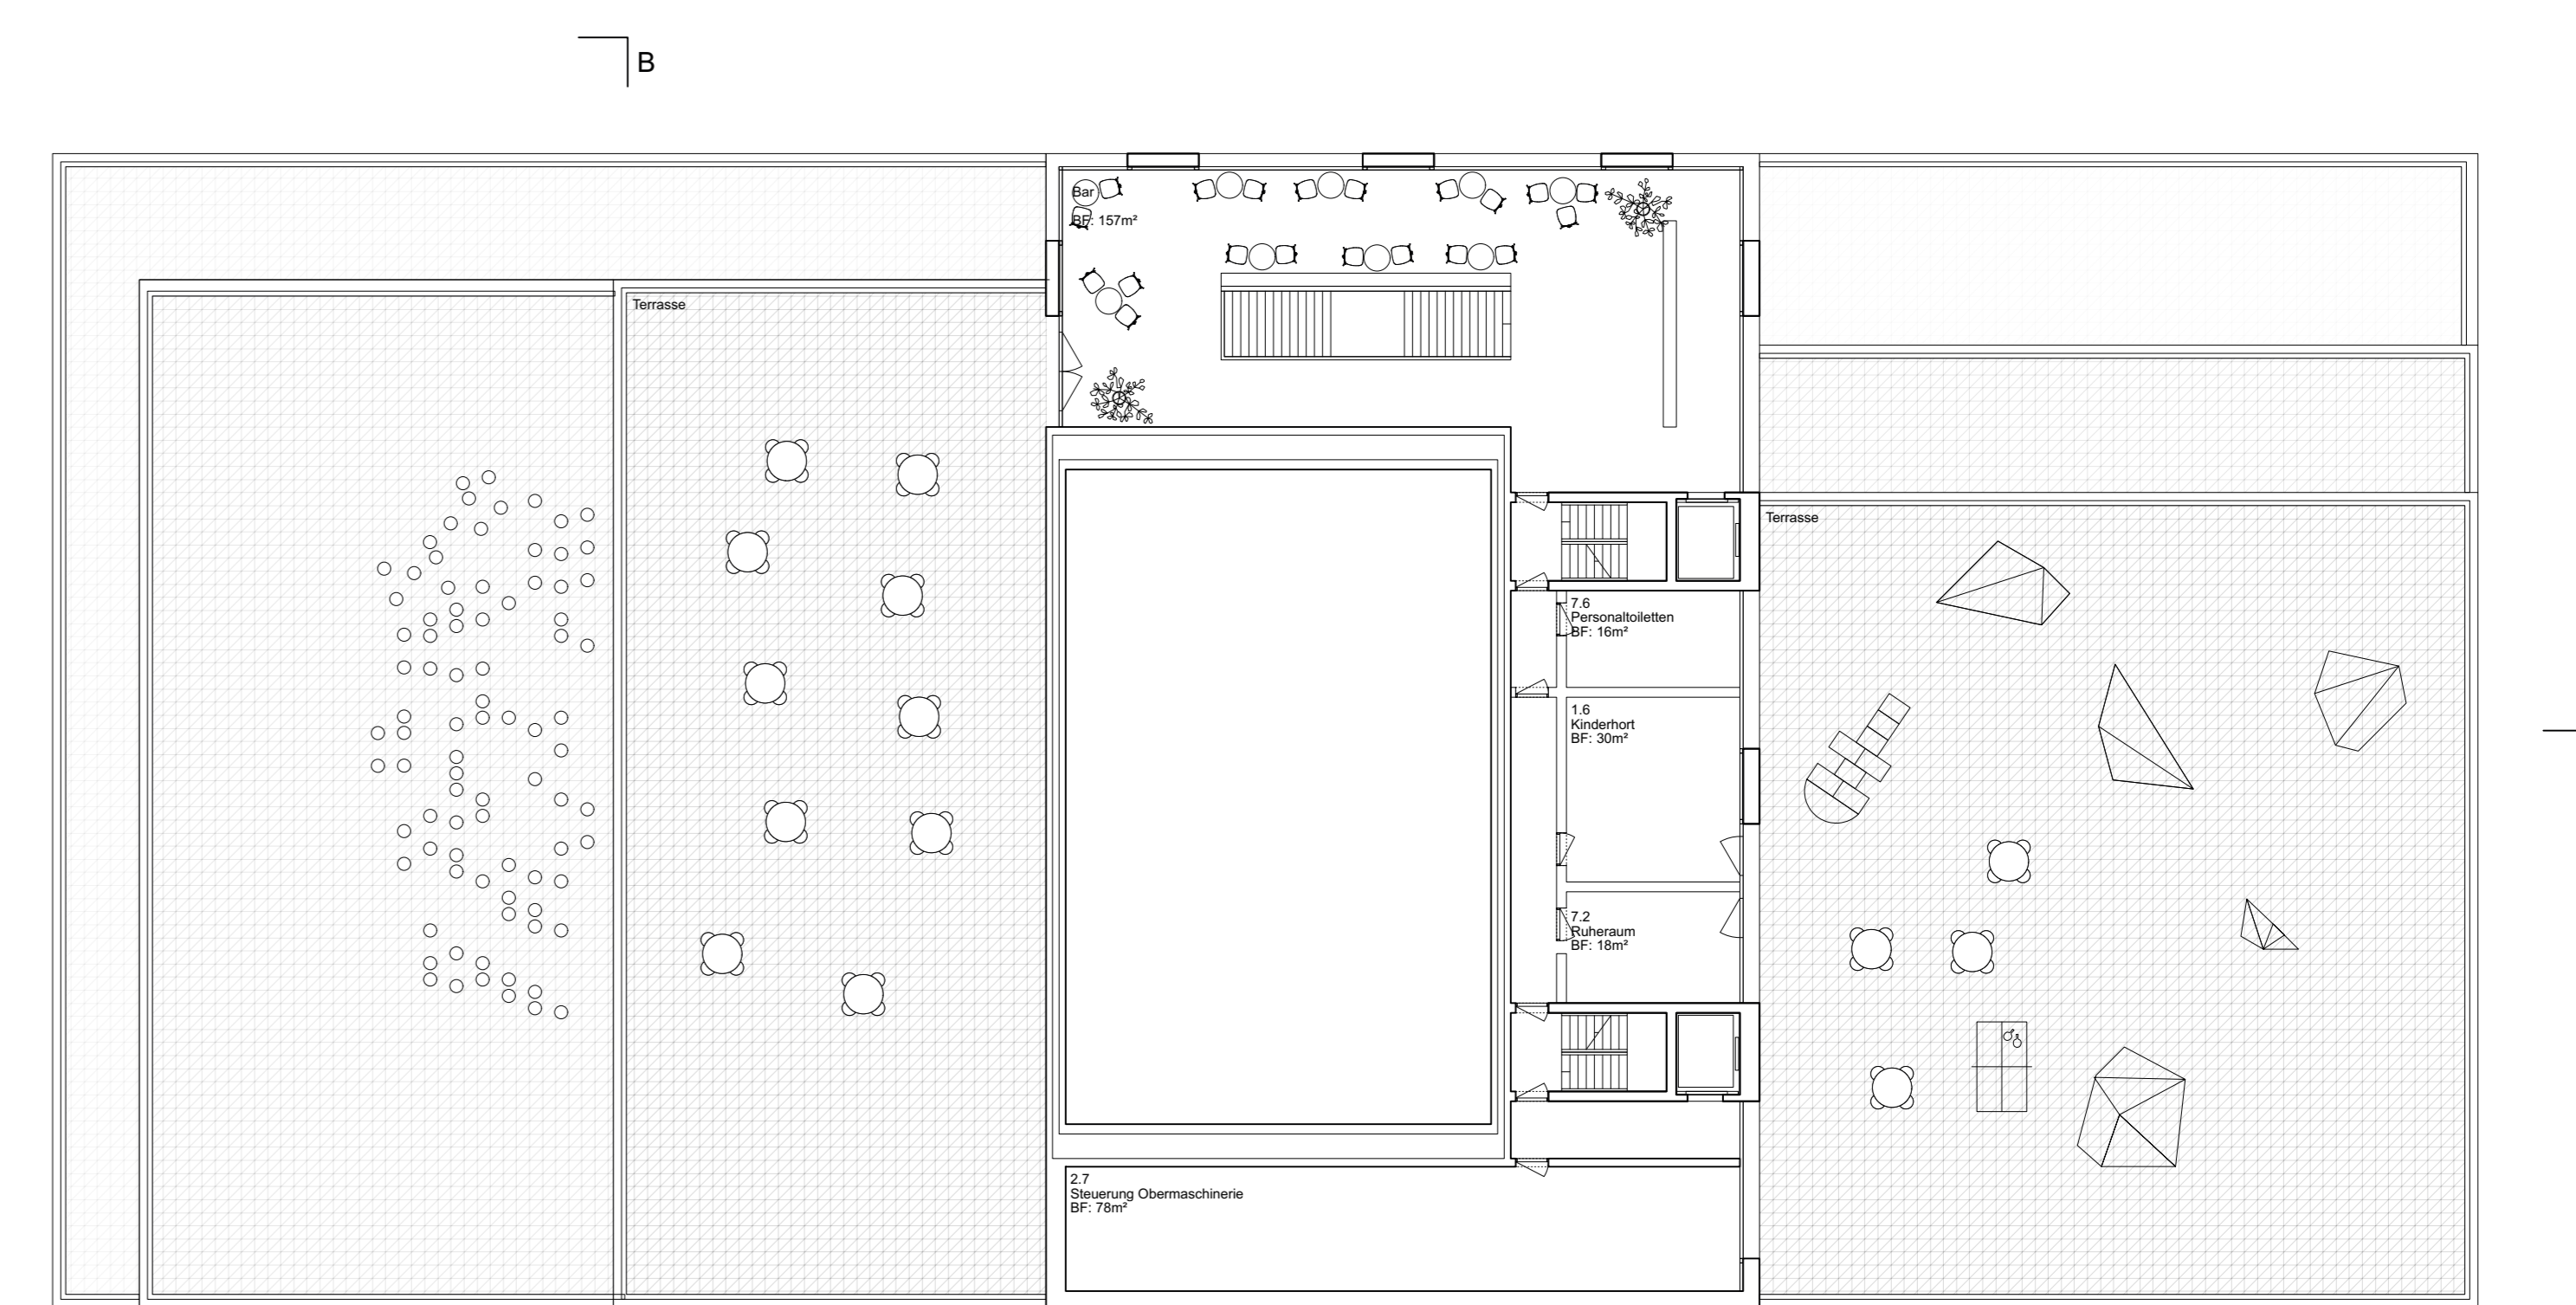 B
Bar
BF: 157m²
Terrasse
Terrasse
7.6
Personaltoiletten
BF: 16m²
1.6
Kinderhort
BF: 30m²
7.2
Ruheraum
BF: 18m²
2.7
Steuerung Obermaschinerie
BF: 78m²